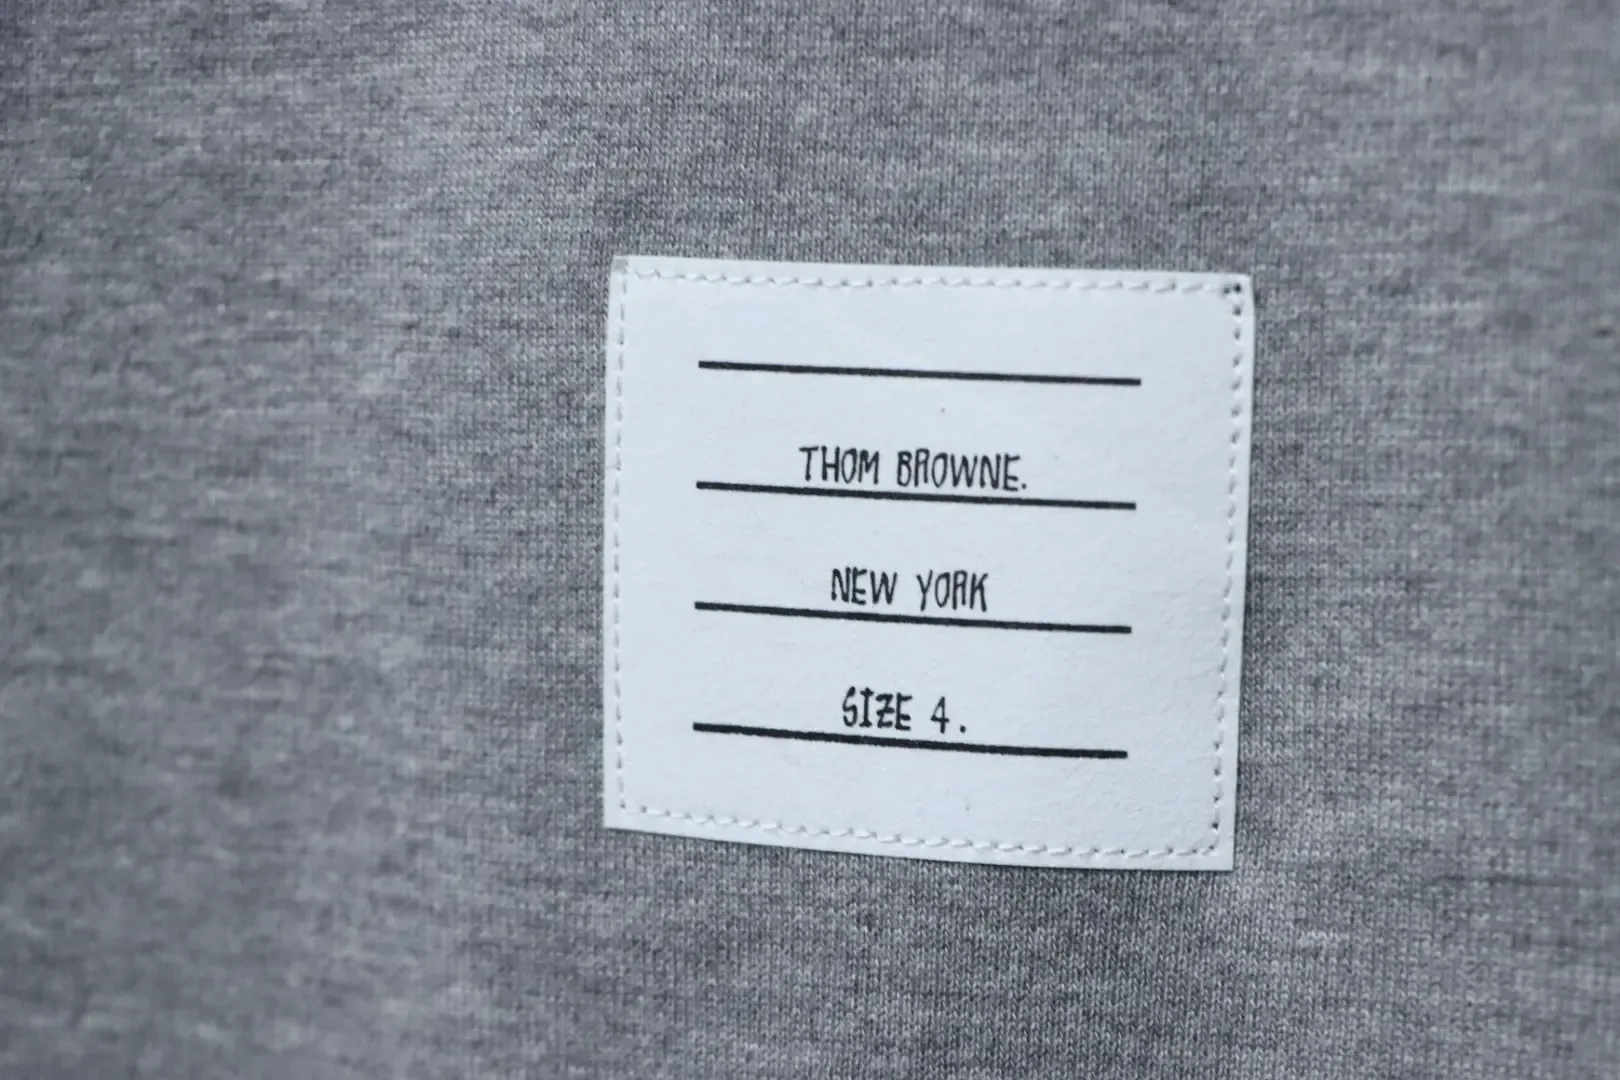 THOM BROWNE.
NEW YORK
SIZE 4.